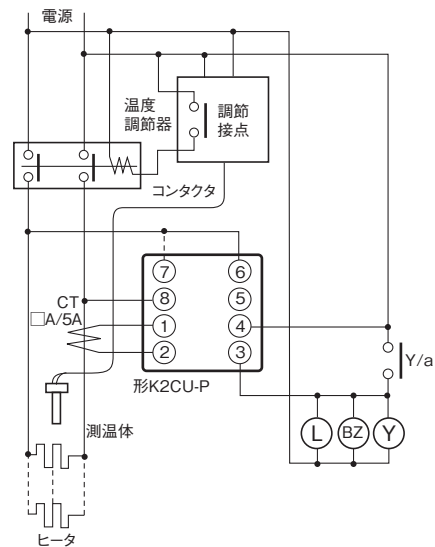 電源
温度
調節器
調節
接点
コンタクタ
⑦
⑥
⑧
⑤
①
④
②
③
CT
□A/5A
形K2CU-P
Y/a
測温体
L
BZ
Y
ヒータ